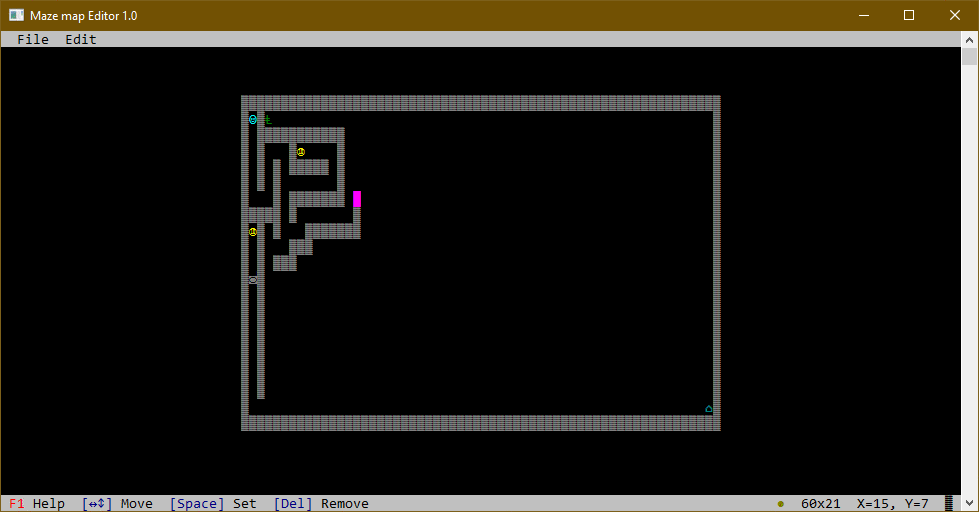 Maze map Editor 1.0
File Edit
F1 Help [↔↕] Move [Space] Set [Del] Remove 60x21 X=15, Y=7